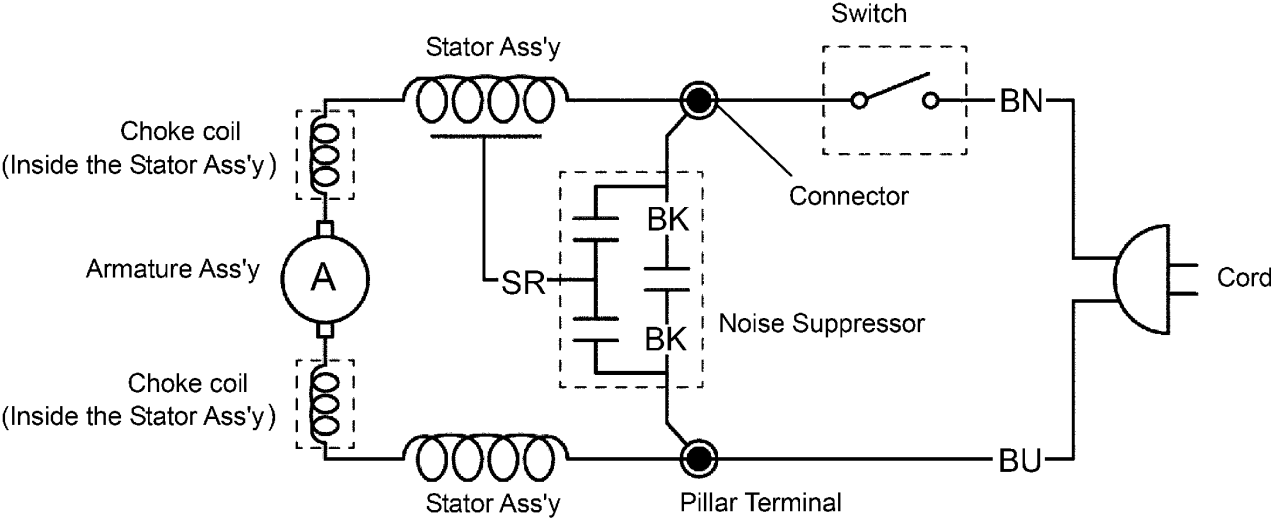 Switch
Stator Ass'y
BN
Choke coil
(Inside the Stator Ass'y)
Connector
BK
Armature Ass'y
A
SR
Cord
Noise Suppressor
BK
Choke coil
(Inside the Stator Ass'y)
BU
Stator Ass'y
Pillar Terminal